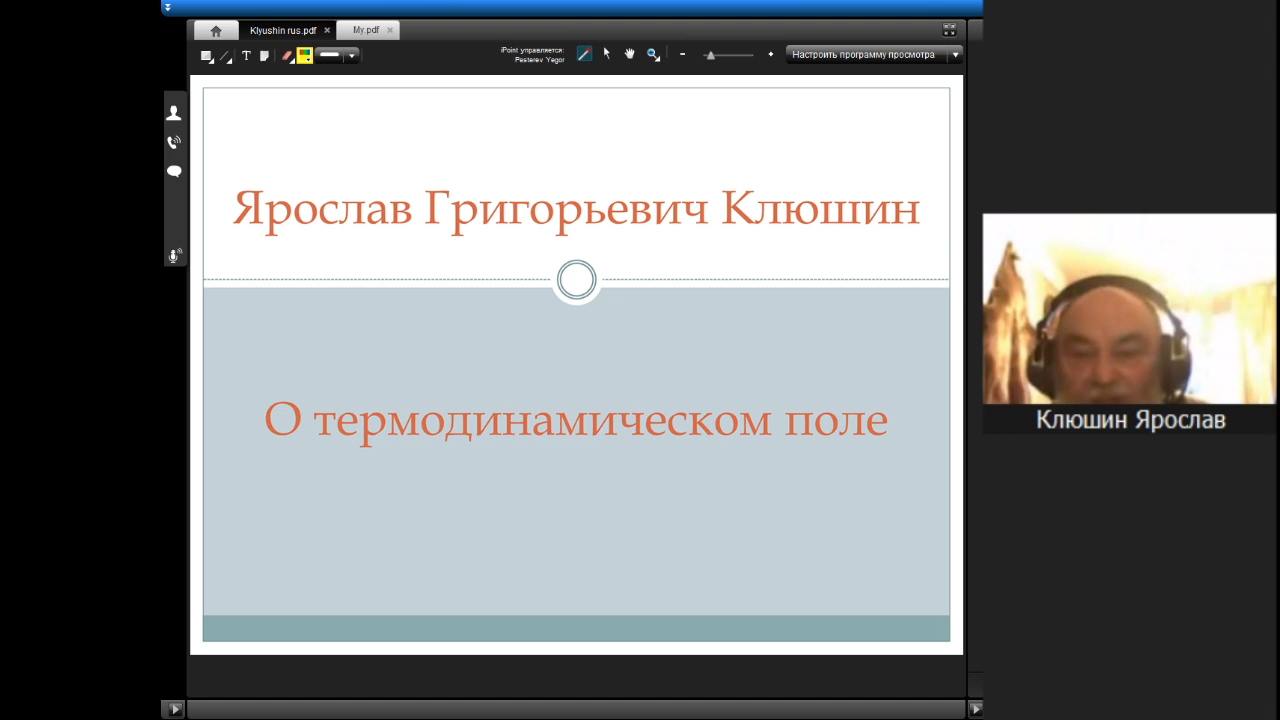 Klyushin rus.pdf
My.pdf
iPoint управляется:
Pesterev Yegor
Настроить программу просмотра
Ярослав Григорьевич Клюшин
О термодинамическом поле
Клюшин Ярослав